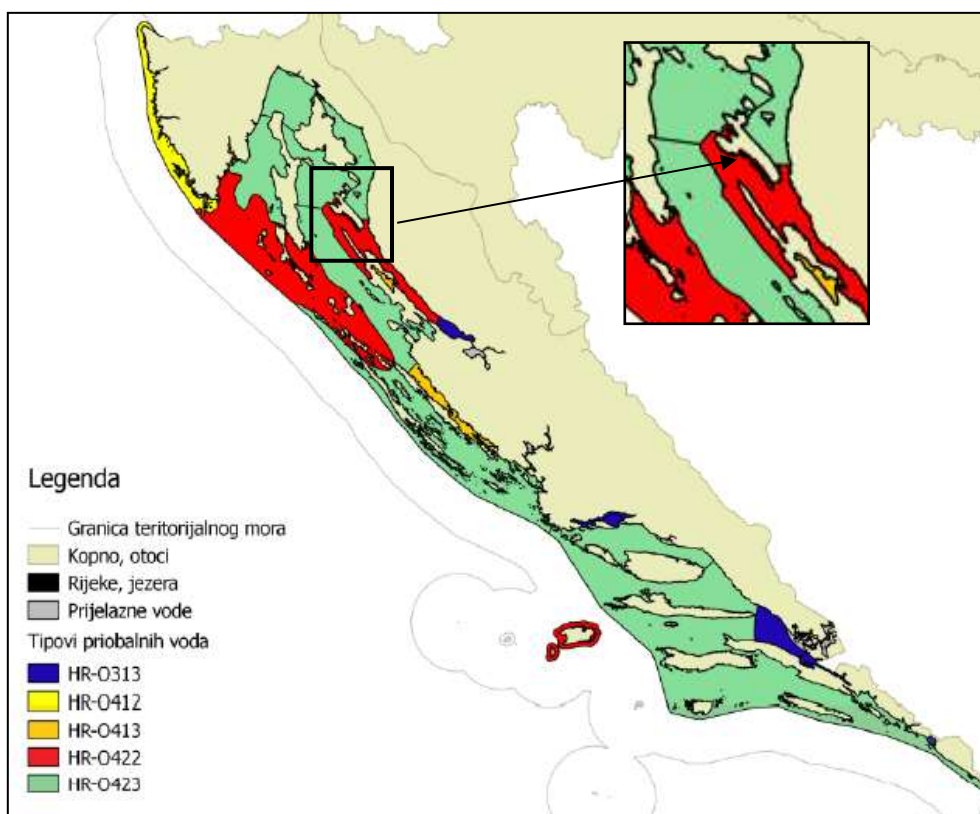 Legenda
Granica teritorijalnog mora
Kopno, otoci
Rijeke, jezera
Prijelazne vode
Tipovi priobalnih voda
HR-O313
HR-O412
HR-O413
HR-O422
HR-O423